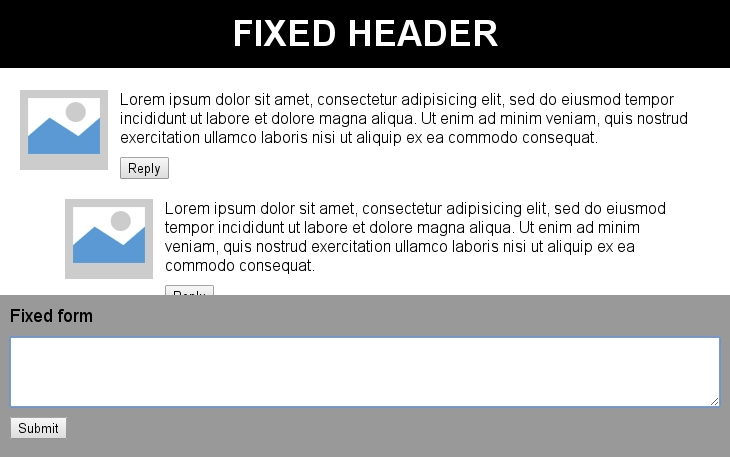 FIXED HEADER
Lorem ipsum dolor sit amet, consectetur adipisicing elit, sed do eiusmod tempor
incididunt ut labore et dolore magna aliqua. Ut enim ad minim veniam, quis nostrud
exercitation ullamco laboris nisi ut aliquip ex ea commodo consequat.
Reply
Lorem ipsum dolor sit amet, consectetur adipisicing elit, sed do eiusmod
tempor incididunt ut labore et dolore magna aliqua. Ut enim ad minim
veniam, quis nostrud exercitation ullamco laboris nisi ut aliquip ex ea
commodo consequat.
Reply
Fixed form
Submit